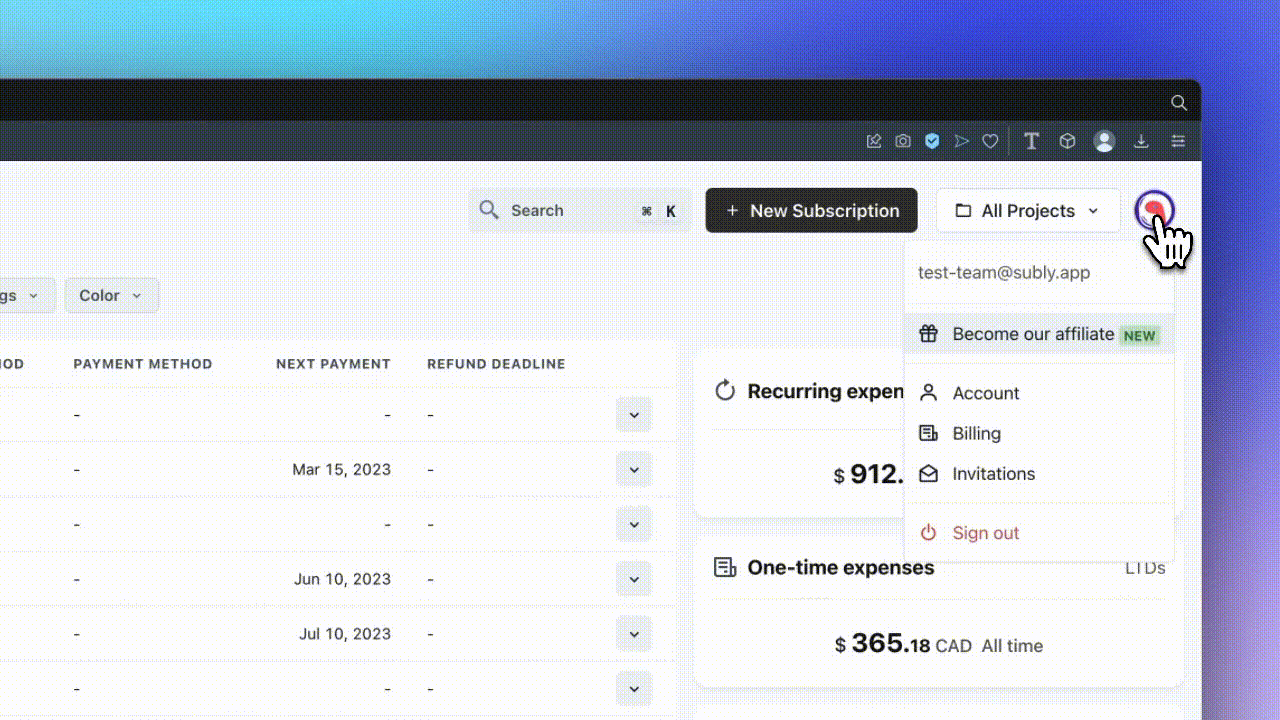 Search ⌘ K
+ New Subscription
All Projects
test-team@subly.app
Become our affiliate NEW
Account
Billing
Invitations
Sign out
gs
Color
OD PAYMENT METHOD NEXT PAYMENT REFUND DEADLINE
- - -
- Mar 15, 2023 -
- - -
- Jun 10, 2023 -
- Jul 10, 2023 -
- - -
Recurring expen
$ 912.
One-time expenses LTDs
$ 365.18 CAD All time